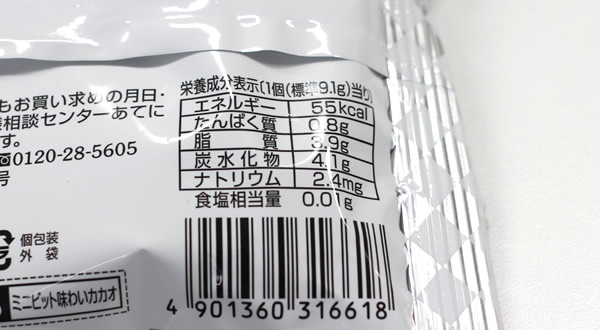 栄養成分表示〔1個(標準9.1g)当り〕
エネルギー 55kcal
たんぱく質 0.8g
脂質 3.9g
炭水化物 4.1g
ナトリウム 2.4mg
食塩相当量 0.01g
もお買い求めの月日・
相談センターあてに
す。
☎0120-28-5605
号
個包装
外袋
ミニビット味わいカカオ
4 901360 316618